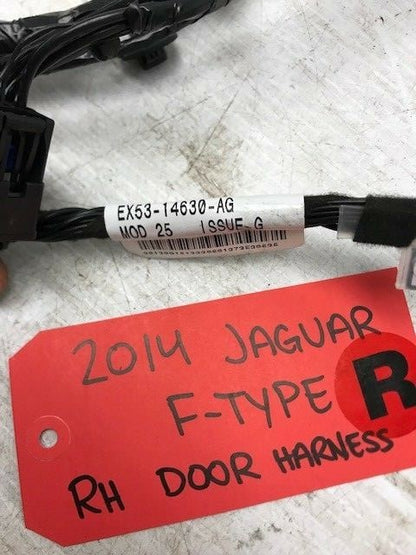 EX53-14630-AG
MOD 25 ISSUE G
2014 JAGUAR
F-TYPE
R
RH DOOR HARNESS